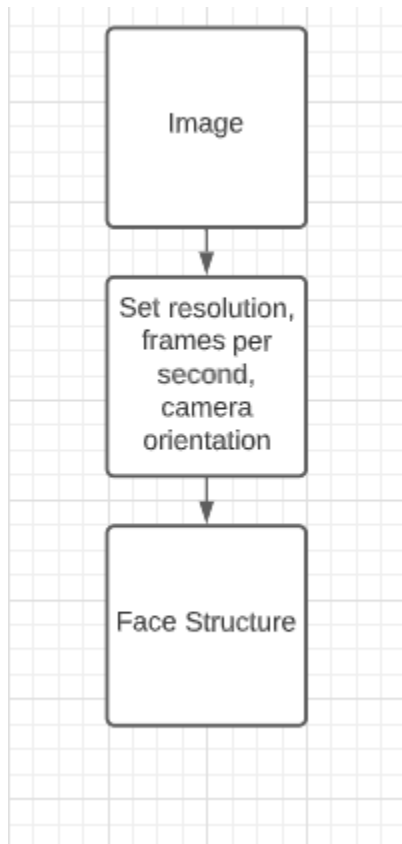 Image
Set resolution,
frames per
second,
camera
orientation
Face Structure